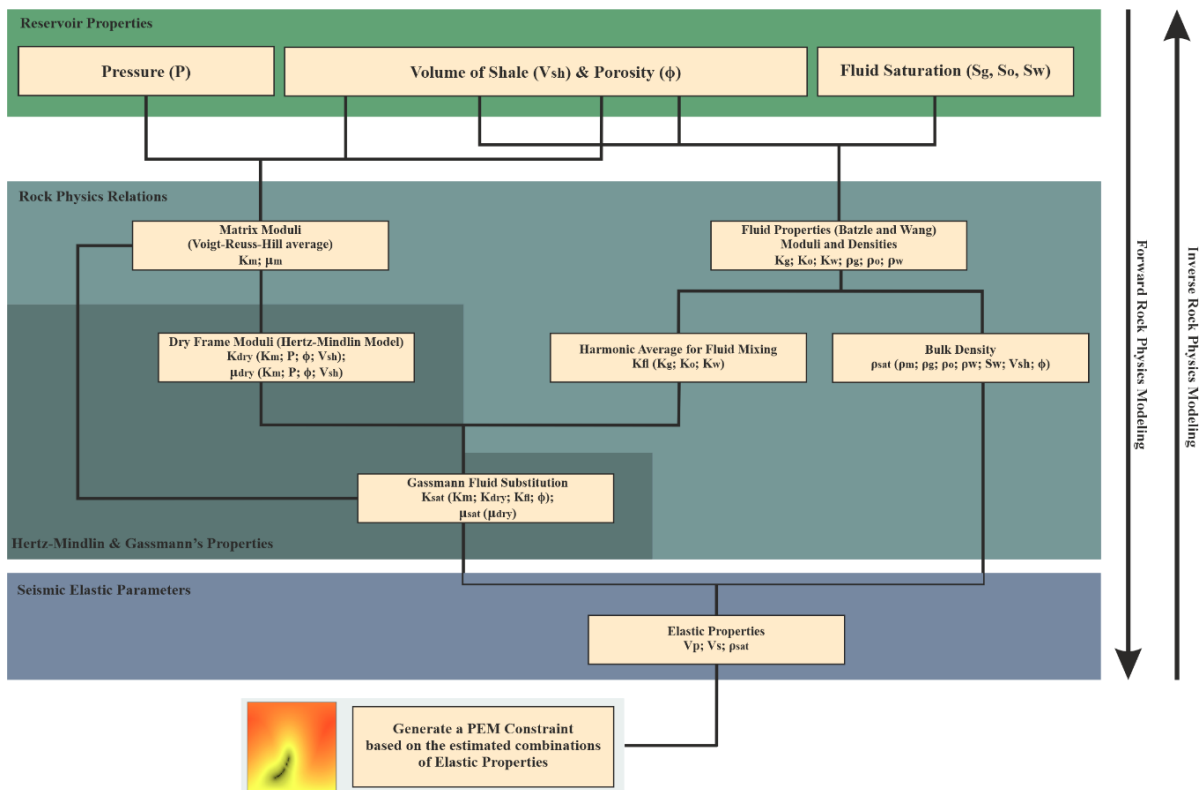 Reservoir Properties
Pressure (P)
Volume of Shale (Vsh) & Porosity (ϕ)
Fluid Saturation (Sg, So, Sw)
Rock Physics Relations
Matrix Moduli
(Voigt-Reuss-Hill average)
Km; μm
Fluid Properties (Batzle and Wang)
Moduli and Densities
Kg; Ko; Kw; ρg; ρo; ρw
Dry Frame Moduli (Hertz-Mindlin Model)
Kdry (Km; P; ϕ; Vsh);
μdry (Km; P; ϕ; Vsh)
Harmonic Average for Fluid Mixing
Kfl (Kg; Ko; Kw)
Bulk Density
ρsat (ρm; ρg; ρo; ρw; Sw; Vsh; ϕ)
Gassmann Fluid Substitution
Ksat (Km; Kdry; Kfl; ϕ);
μsat (μdry)
Hertz-Mindlin & Gassmann's Properties
Seismic Elastic Parameters
Elastic Properties
Vp; Vs; ρsat
Generate a PEM Constraint
based on the estimated combinations
of Elastic Properties
Forward Rock Physics Modeling
Inverse Rock Physics Modeling